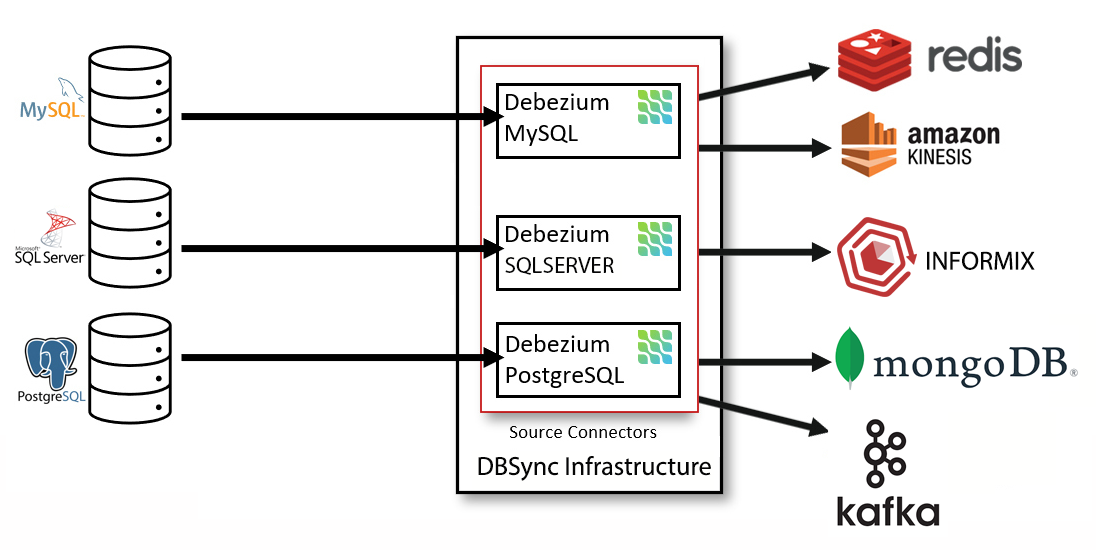 MySQL
Microsoft
SQL Server
PostgreSQL
Debezium
MySQL
Debezium
SQLSERVER
Debezium
PostgreSQL
Source Connectors
DBSync Infrastructure
redis
amazon
KINESIS
INFORMIX
mongoDB®
kafka